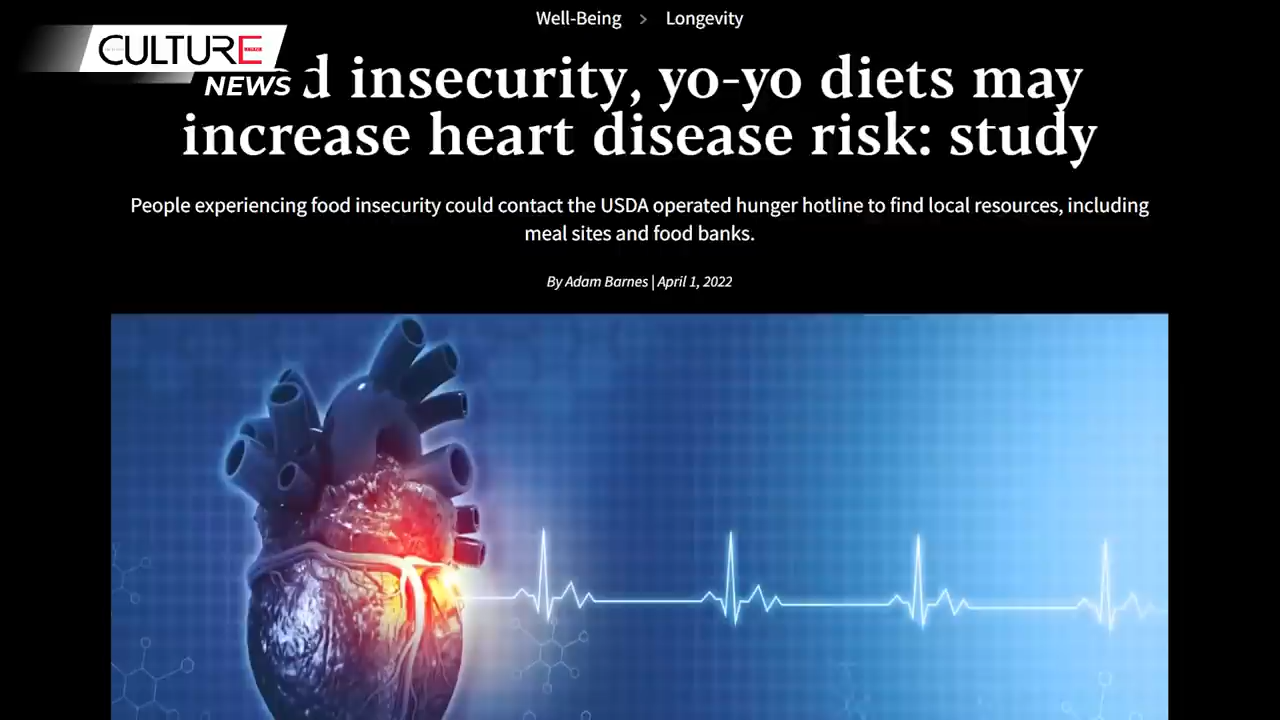 Well-Being > Longevity
CULTURE
NEWS
d insecurity, yo-yo diets may
increase heart disease risk: study
People experiencing food insecurity could contact the USDA operated hunger hotline to find local resources, including
meal sites and food banks.
By Adam Barnes | April 1, 2022